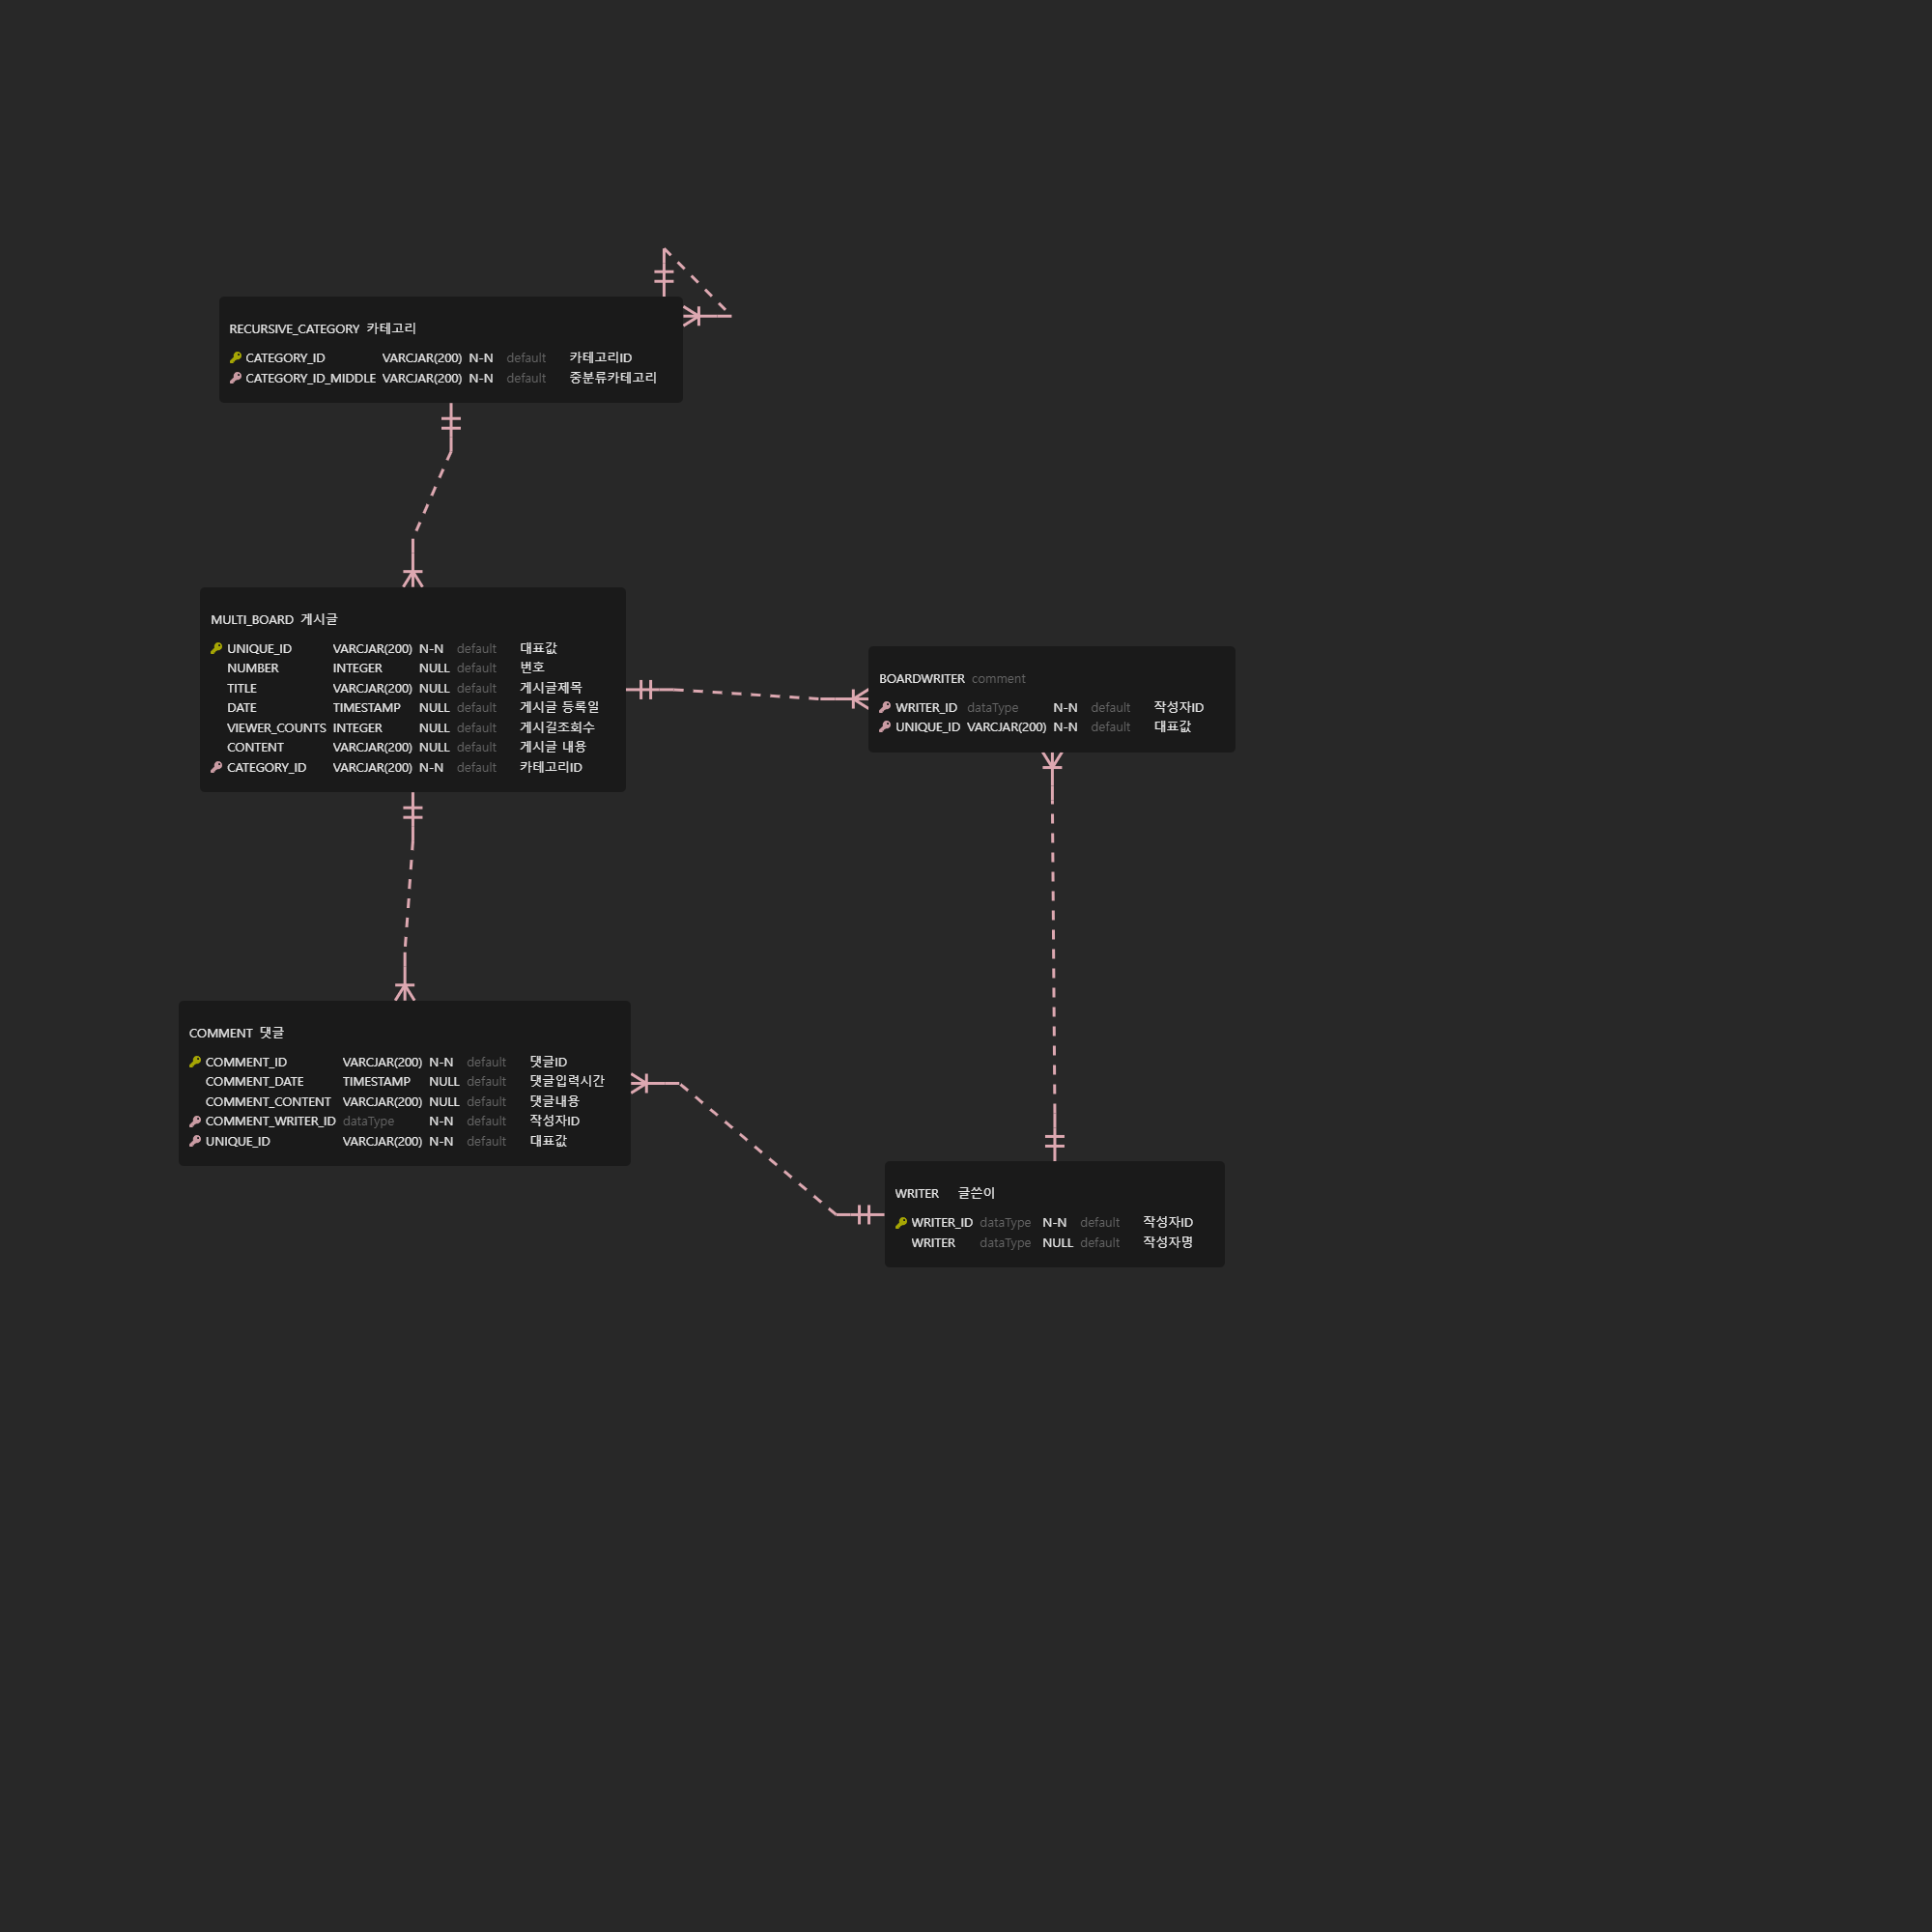 RECURSIVE_CATEGORY 카테고리
CATEGORY_ID VARCJAR(200) N-N default 카테고리ID
CATEGORY_ID_MIDDLE VARCJAR(200) N-N default 중분류카테고리
MULTI_BOARD 게시글
UNIQUE_ID VARCJAR(200) N-N default 대표값
NUMBER INTEGER NULL default 번호
TITLE VARCJAR(200) NULL default 게시글제목
DATE TIMESTAMP NULL default 게시글 등록일
VIEWER_COUNTS INTEGER NULL default 게시길조회수
CONTENT VARCJAR(200) NULL default 게시글 내용
CATEGORY_ID VARCJAR(200) N-N default 카테고리ID
BOARDWRITER comment
WRITER_ID dataType N-N default 작성자ID
UNIQUE_ID VARCJAR(200) N-N default 대표값
COMMENT 댓글
COMMENT_ID VARCJAR(200) N-N default 댓글ID
COMMENT_DATE TIMESTAMP NULL default 댓글입력시간
COMMENT_CONTENT VARCJAR(200) NULL default 댓글내용
COMMENT_WRITER_ID dataType N-N default 작성자ID
UNIQUE_ID VARCJAR(200) N-N default 대표값
WRITER 글쓴이
WRITER_ID dataType N-N default 작성자ID
WRITER dataType NULL default 작성자명